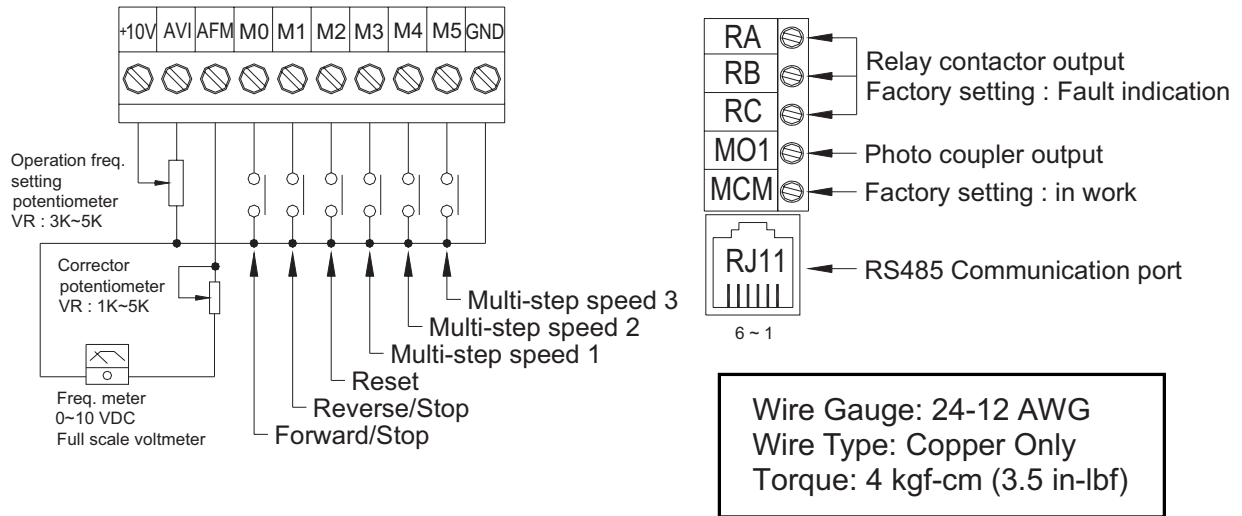 +10V AVI AFM M0 M1 M2 M3 M4 M5 GND
Operation freq.
setting
potentiometer
VR : 3K~5K
Corrector
potentiometer
VR : 1K~5K
Freq. meter
0~10 VDC
Full scale voltmeter
Multi-step speed 3
Multi-step speed 2
Multi-step speed 1
Reset
Reverse/Stop
Forward/Stop
RA
RB
RC
MO1
MCM
Relay contactor output
Factory setting : Fault indication
Photo coupler output
Factory setting : in work
RJ11
RS485 Communication port
6 ~ 1
Wire Gauge: 24-12 AWG
Wire Type: Copper Only
Torque: 4 kgf-cm (3.5 in-lbf)